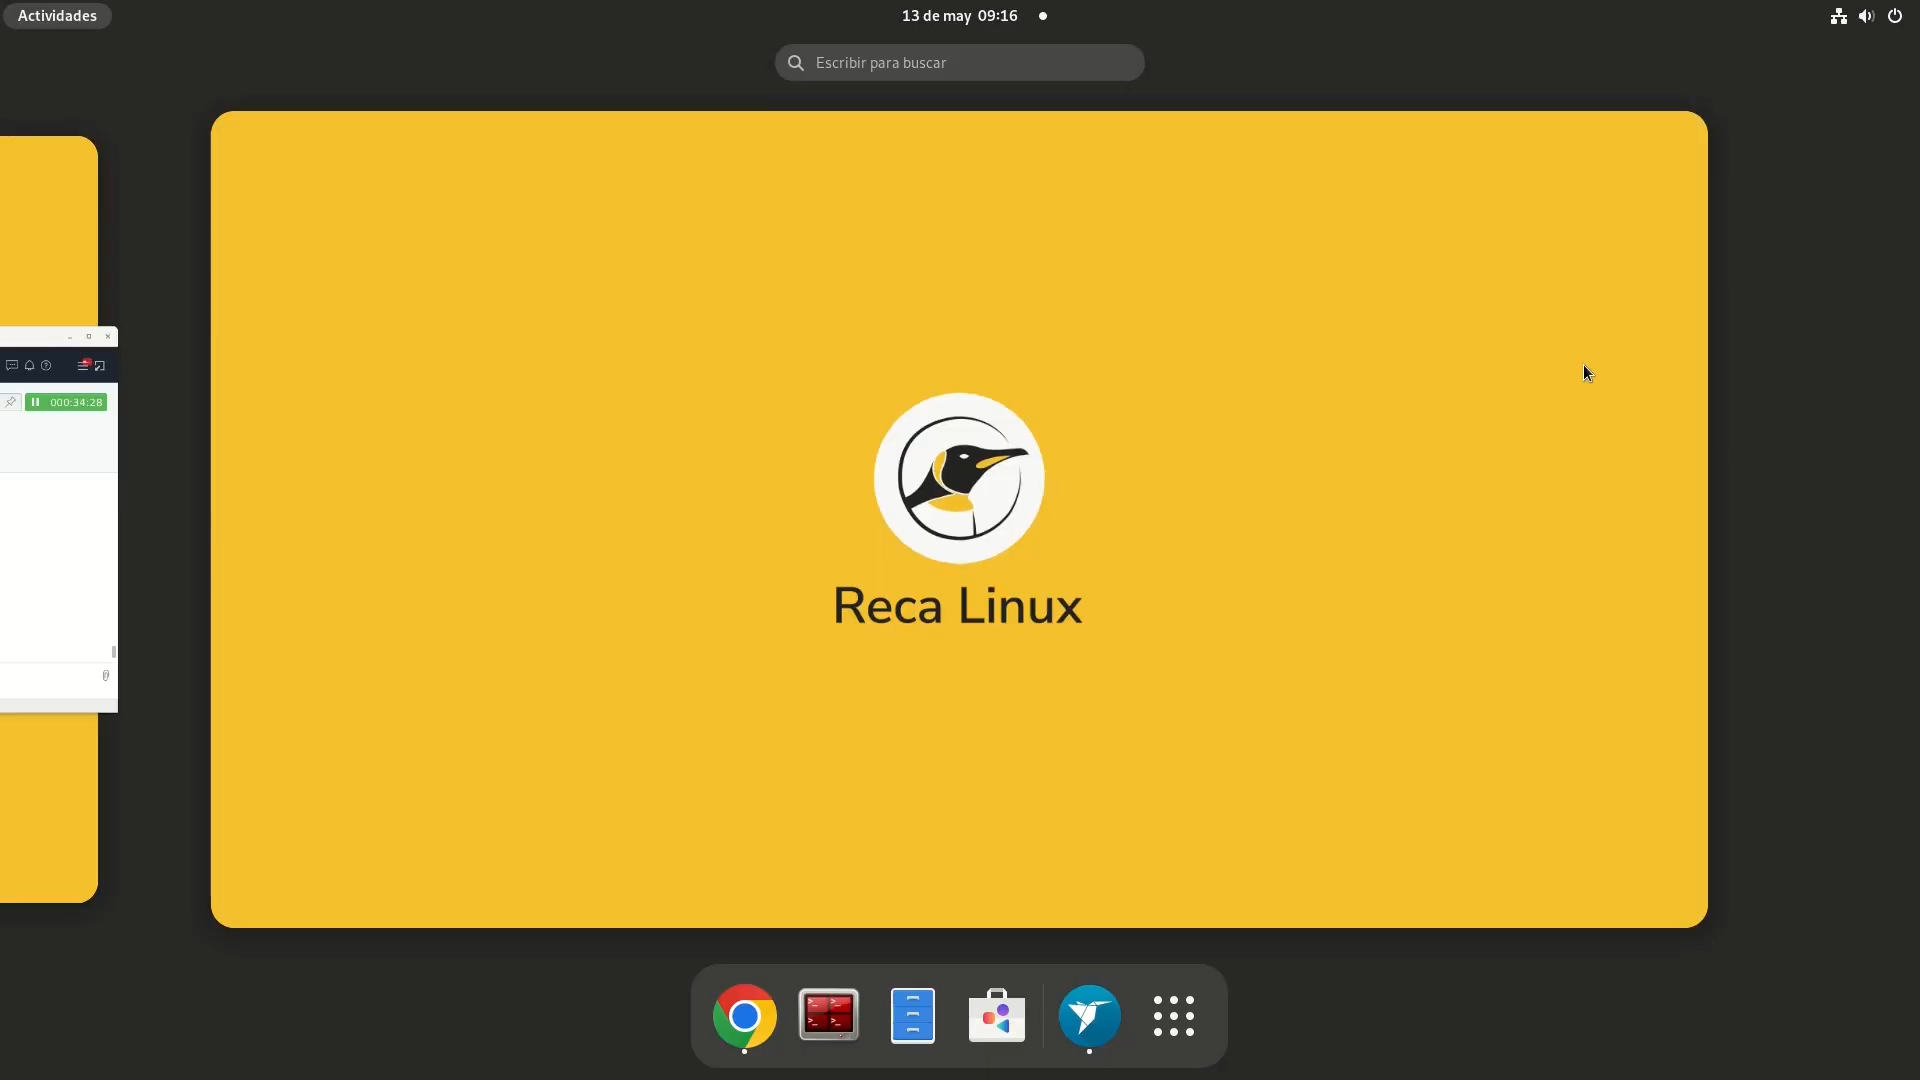 Actividades
13 de may 09:16
Escribir para buscar
000:34:28
Reca Linux